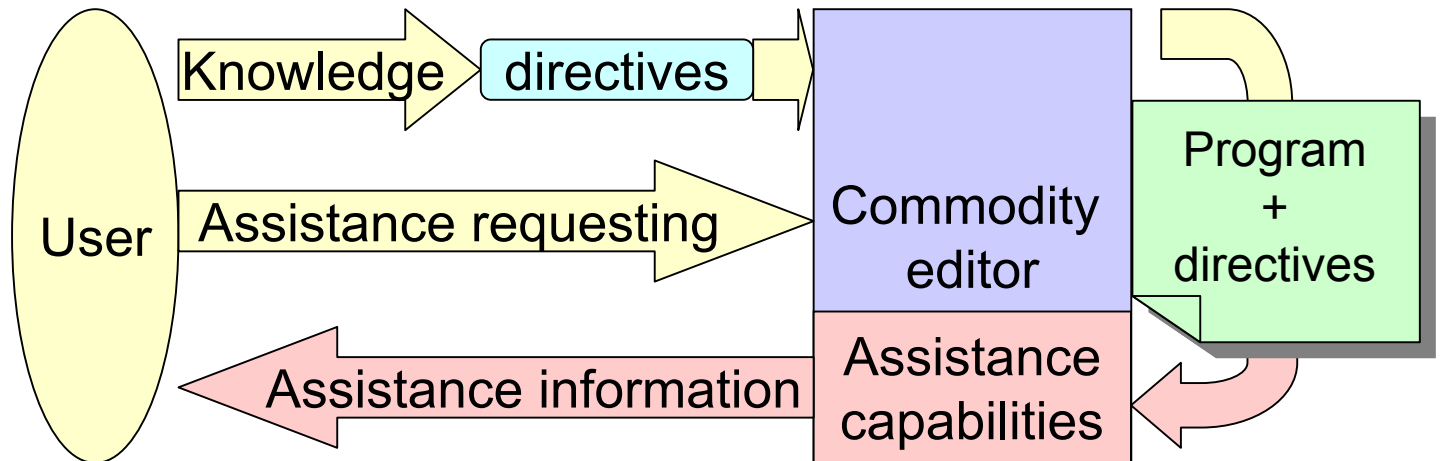 User
Knowledge
directives
Assistance requesting
Assistance information
Commodity
editor
Assistance
capabilities
Program
+
directives